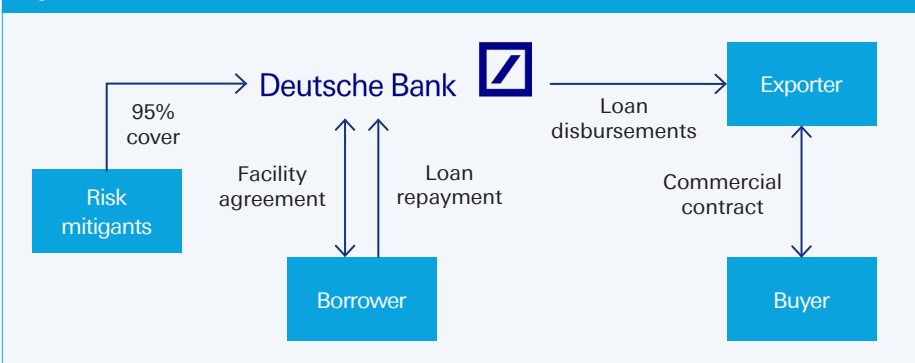 Deutsche Bank
Exporter
95%
cover
Loan
disbursements
Risk
mitigants
Facility
agreement
Loan
repayment
Commercial
contract
Borrower
Buyer